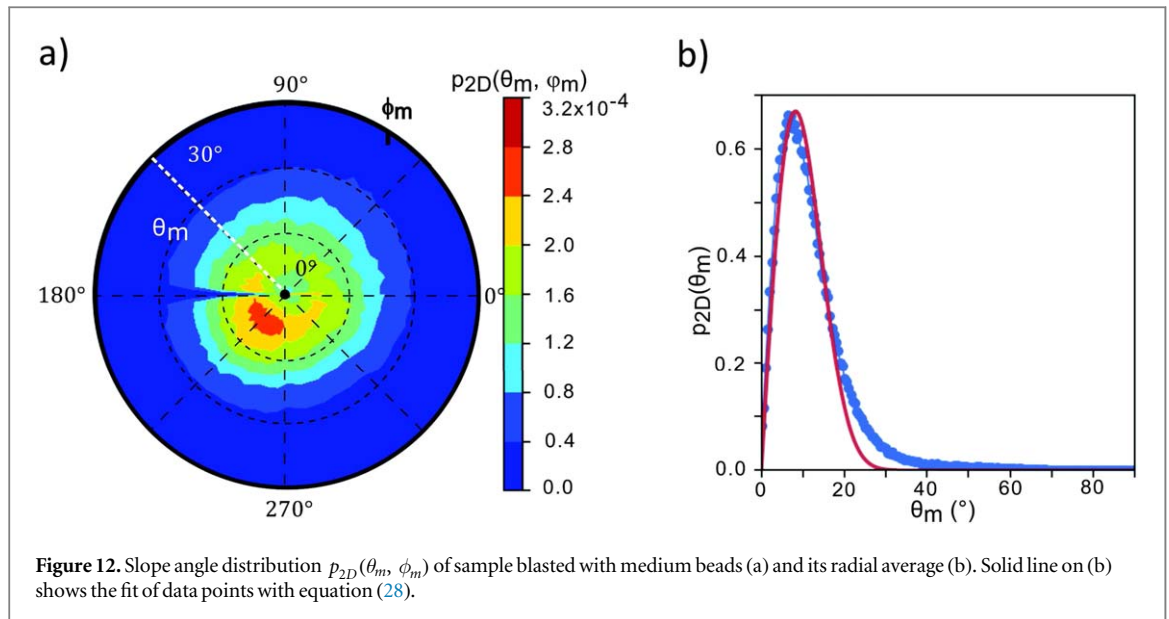 a)
90°
ϕm
p2D(θm, φm)
3.2x10⁻⁴
2.8
2.4
2.0
1.6
1.2
0.8
0.4
0.0
30°
θm
0°
180°
0°
270°
b)
p2D(θm)
0.6
0.4
0.2
0.0
0 20 40 60 80
θm (°)
Figure 12. Slope angle distribution p2D(θm, ϕm) of sample blasted with medium beads (a) and its radial average (b). Solid line on (b)
shows the fit of data points with equation (28).